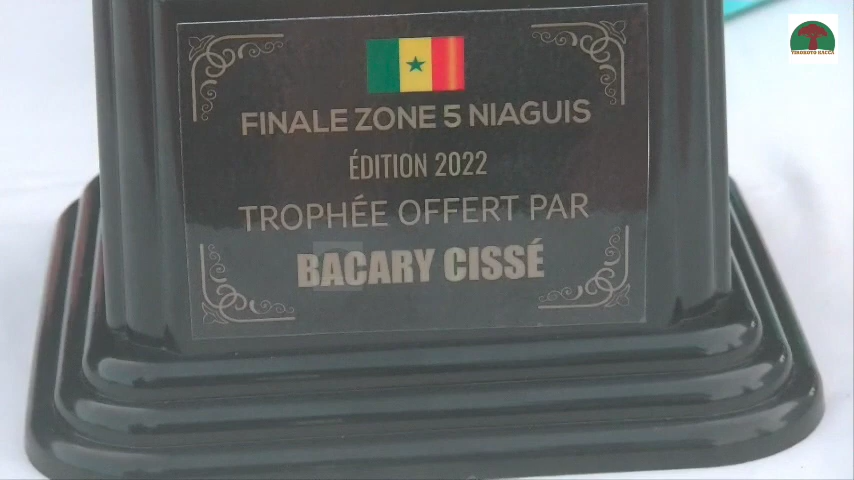 FINALE ZONE 5 NIAGUIS
ÉDITION 2022
TROPHÉE OFFERT PAR
BACARY CISSÉ